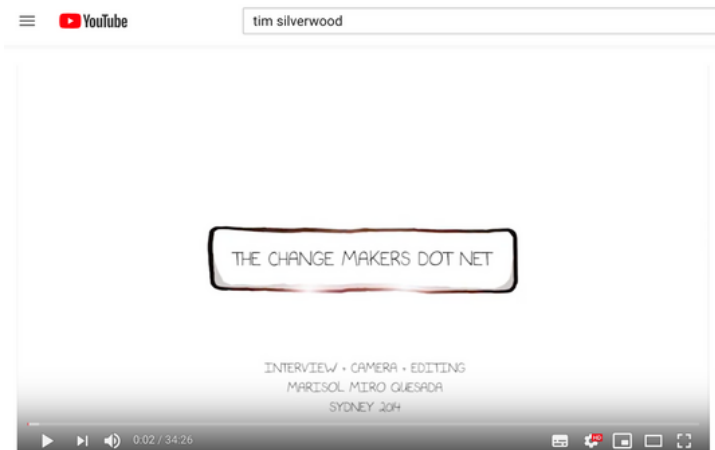 YouTube
tim silverwood
THE CHANGE MAKERS DOT NET
INTERVIEW + CAMERA + EDITING
MARISOL MIRO QUESADA
SYDNEY 2014
0:02 / 34:26
HD